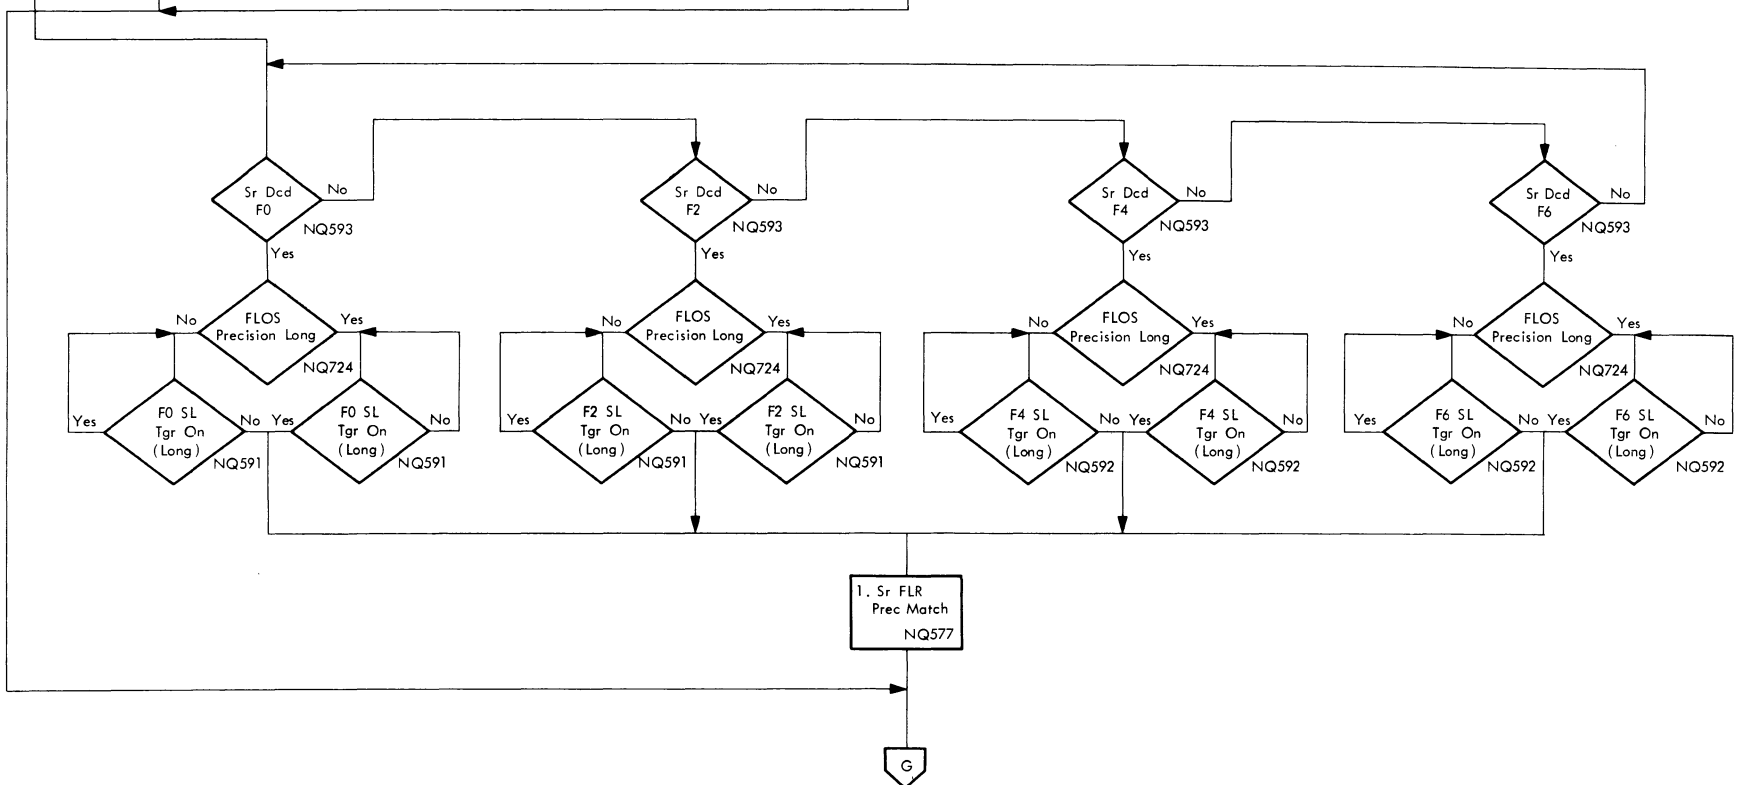 Sr Dcd
F0
No
NQ593
Yes
Sr Dcd
F2
No
NQ593
Yes
Sr Dcd
F4
No
NQ593
Yes
Sr Dcd
F6
No
NQ593
Yes
No
FLOS
Precision Long
Yes
NQ724
No
FLOS
Precision Long
Yes
NQ724
No
FLOS
Precision Long
Yes
NQ724
No
FLOS
Precision Long
Yes
NQ724
Yes
F0 SL
Tgr On
(Long)
No
NQ591
Yes
F0 SL
Tgr On
(Long)
No
NQ591
Yes
F2 SL
Tgr On
(Long)
No
NQ591
Yes
F2 SL
Tgr On
(Long)
No
NQ591
Yes
F4 SL
Tgr On
(Long)
No
NQ592
Yes
F4 SL
Tgr On
(Long)
No
NQ592
Yes
F6 SL
Tgr On
(Long)
No
NQ592
Yes
F6 SL
Tgr On
(Long)
No
NQ592
1. Sr FLR
Prec Match
NQ577
G